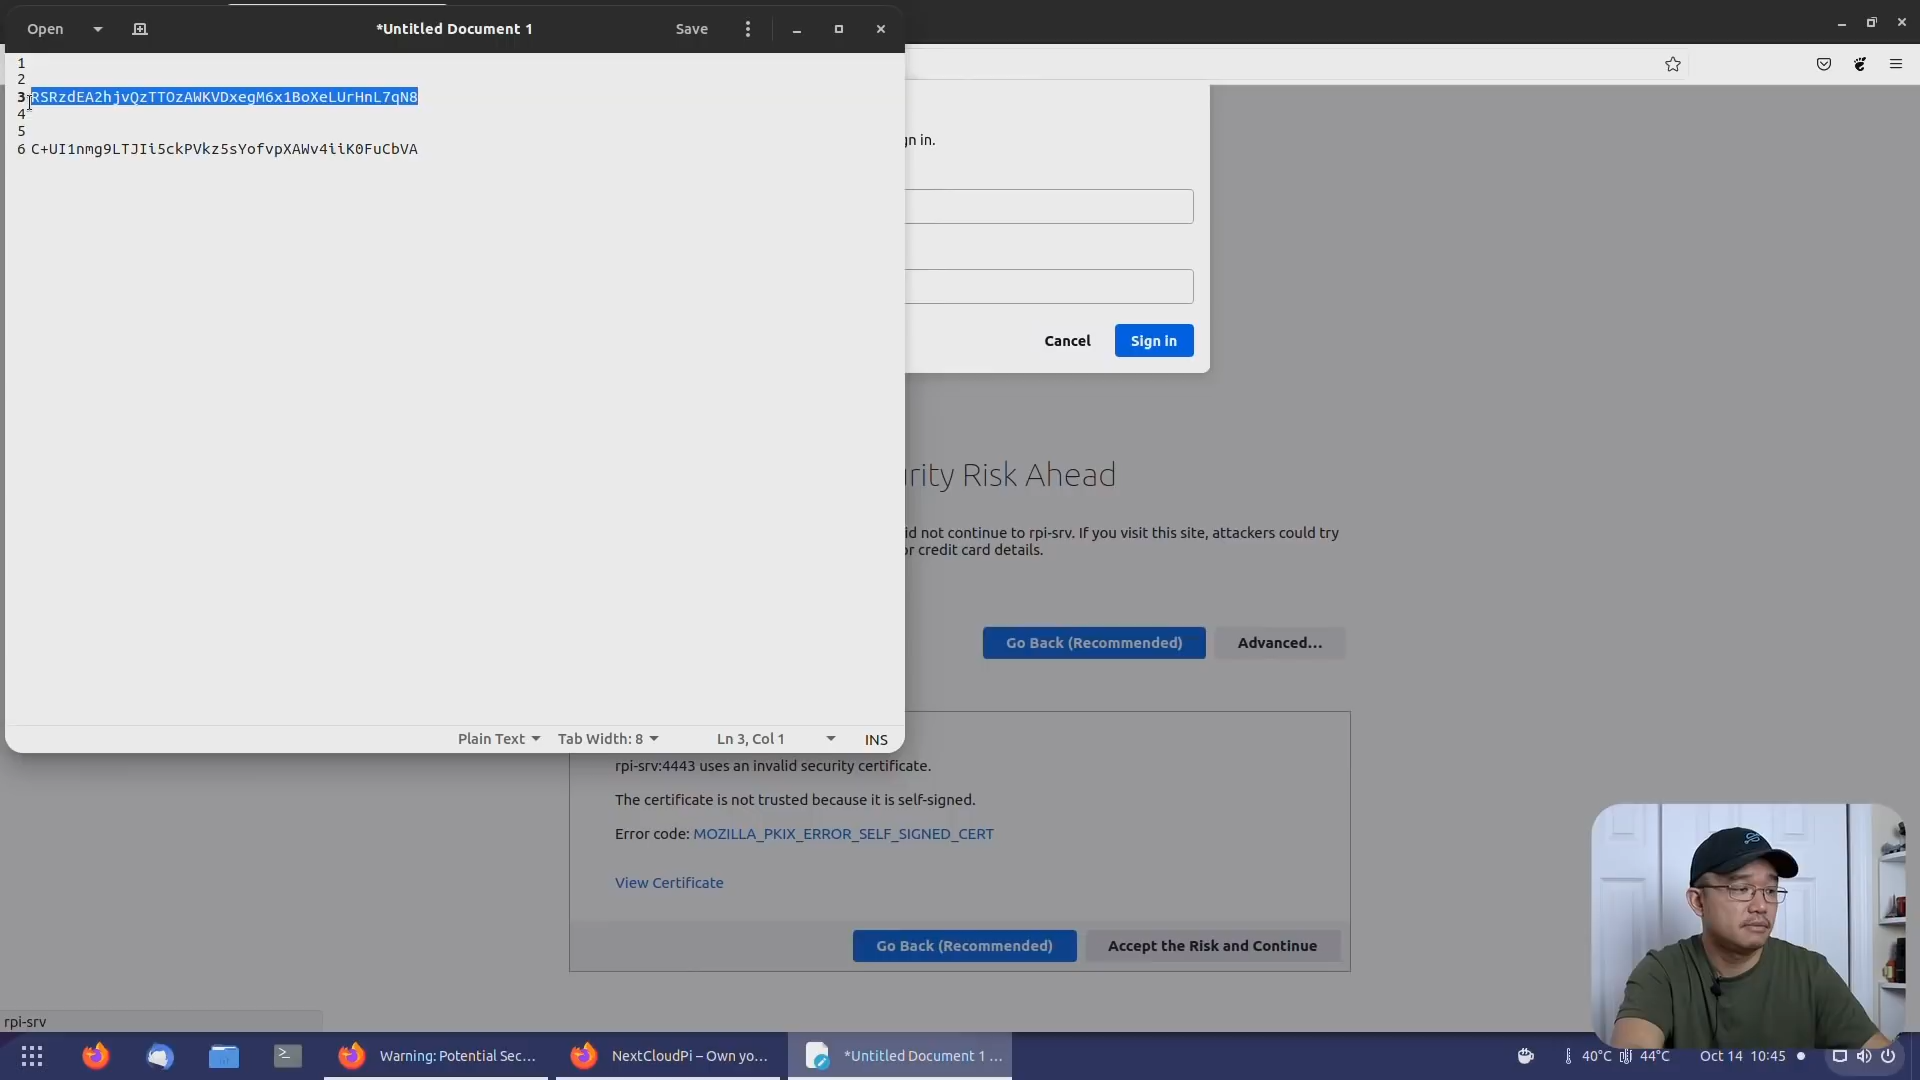 Open
*Untitled Document 1
Save
1
2
3 RSRzdEA2hjvQzTTOzAWKVDxegM6x1BoXeLUrHnL7qN8
4
5
6 C+UI1nmg9LTJIi5ckPVkz5sYofvpXAWv4iiK0FuCbVA
Plain Text
Tab Width: 8
Ln 3, Col 1
INS
gn in.
Cancel
Sign in
urity Risk Ahead
id not continue to rpi-srv. If you visit this site, attackers could try
or credit card details.
Go Back (Recommended)
Advanced...
rpi-srv:4443 uses an invalid security certificate.
The certificate is not trusted because it is self-signed.
Error code: MOZILLA_PKIX_ERROR_SELF_SIGNED_CERT
View Certificate
Go Back (Recommended)
Accept the Risk and Continue
rpi-srv
Warning: Potential Sec...
NextCloudPi – Own yo...
*Untitled Document 1 ...
40°C
44°C
Oct 14 10:45